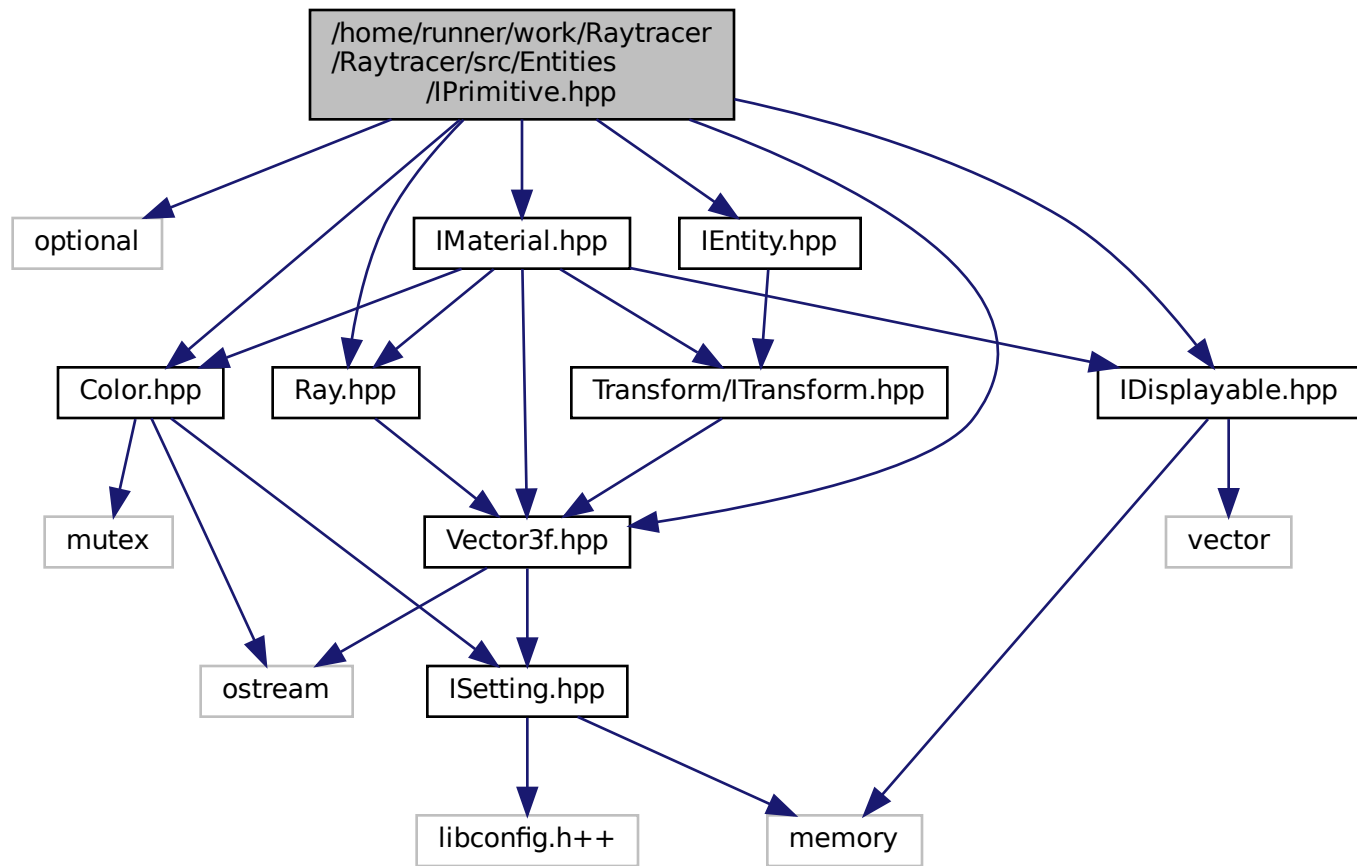 /home/runner/work/Raytracer
/Raytracer/src/Entities
/IPrimitive.hpp
optional
IMaterial.hpp
IEntity.hpp
Color.hpp
Ray.hpp
Transform/ITransform.hpp
IDisplayable.hpp
mutex
Vector3f.hpp
vector
ostream
ISetting.hpp
libconfig.h++
memory